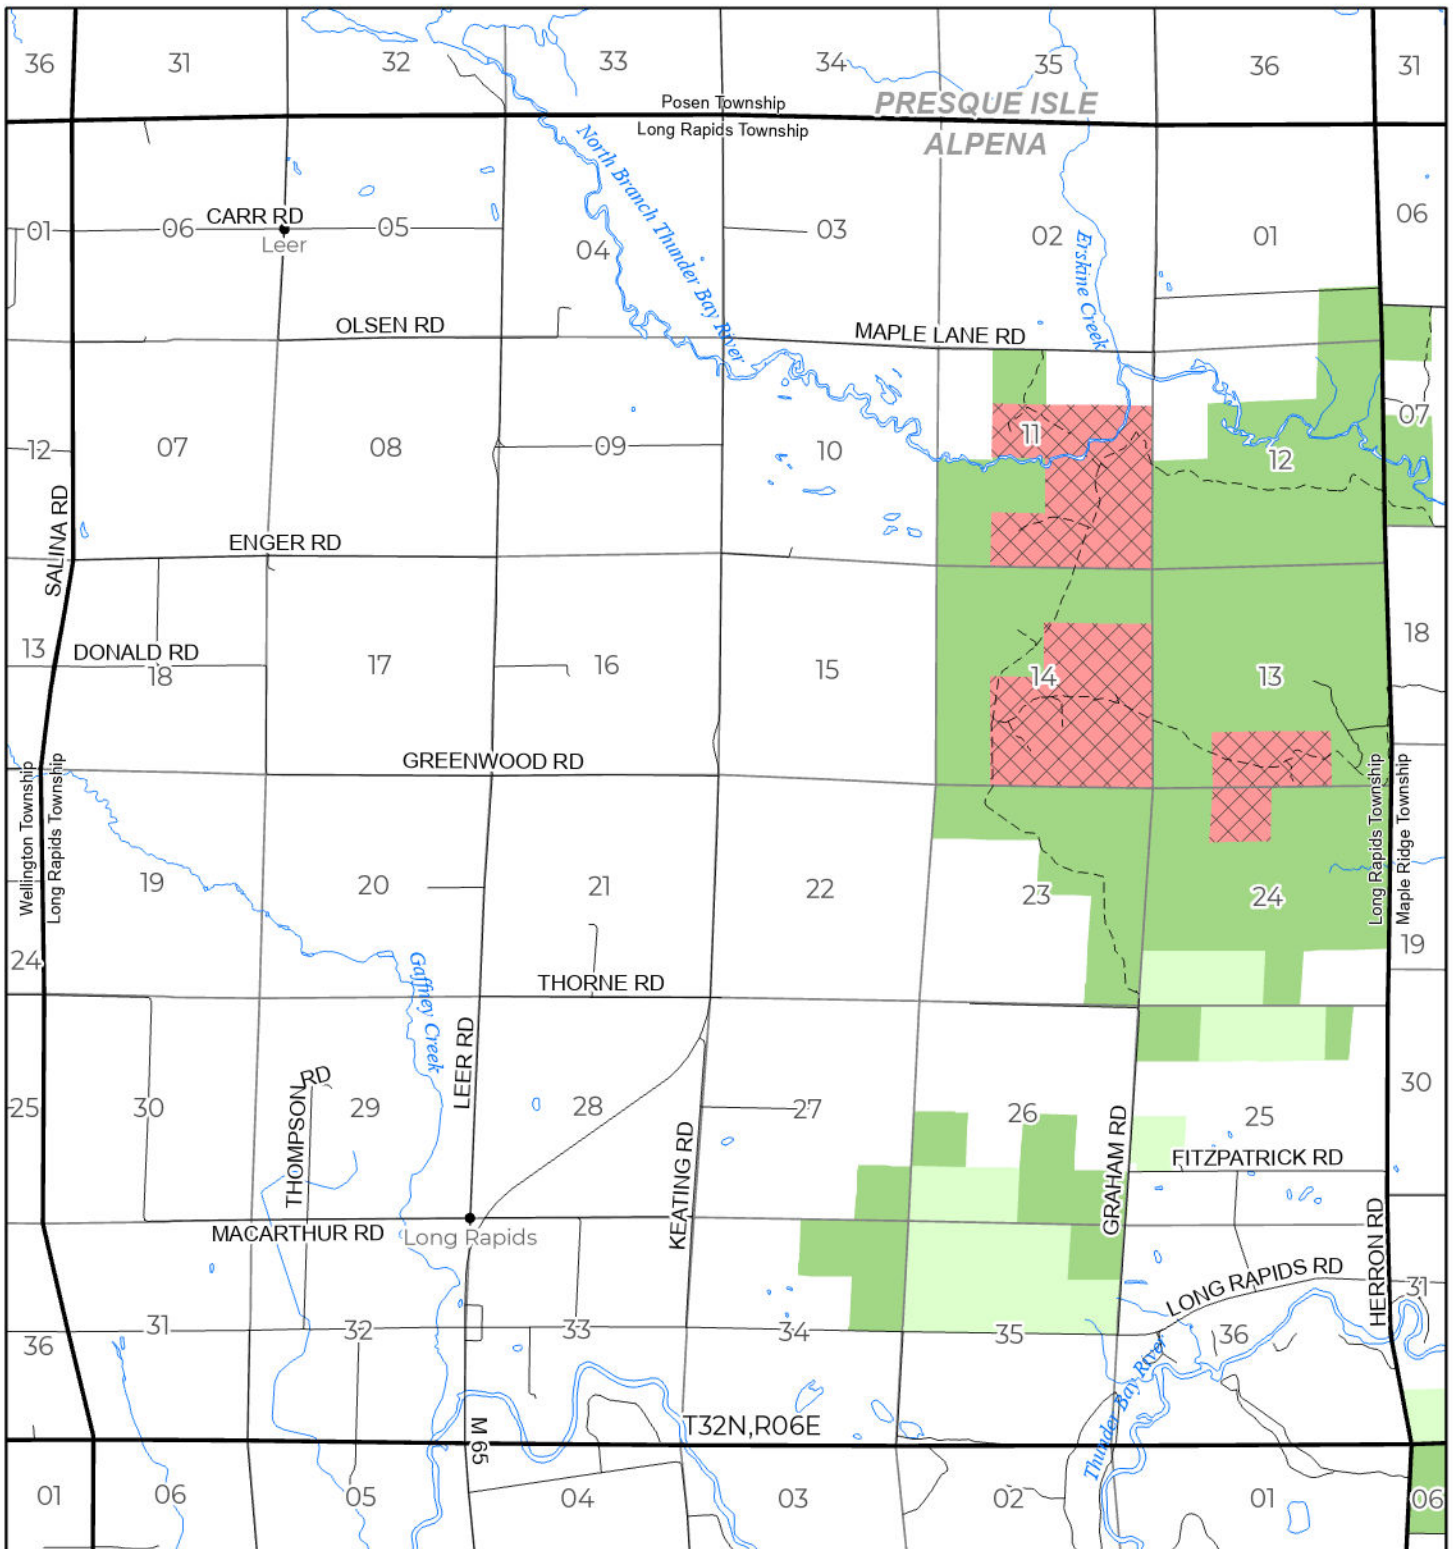 36 31 32 33 34 35 36 31
Posen Township
PRESQUE ISLE
Long Rapids Township
ALPENA
North Branch Thunder Bay River
Erskine Creek
CARR RD
01 06 05 04 03 02 01 06
Leer
OLSEN RD
MAPLE LANE RD
12 07 08 09 10 11 12 07
SALINA RD
ENGER RD
13 18 17 16 15 14 13 18
DONALD RD
GREENWOOD RD
Wellington Township
Long Rapids Township
Long Rapids Township
Maple Ridge Township
24 19 20 21 22 23 24 19
Gaffney Creek
THORNE RD
LEER RD
THOMPSON RD
25 30 29 28 27 26 25 30
KEATING RD
GRAHAM RD
FITZPATRICK RD
MACARTHUR RD
Long Rapids
HERRON RD
LONG RAPIDS RD
36 31 32 33 34 35 36 31
Thunder Bay River
M 65
T32N,R06E
01 06 05 04 03 02 01 06